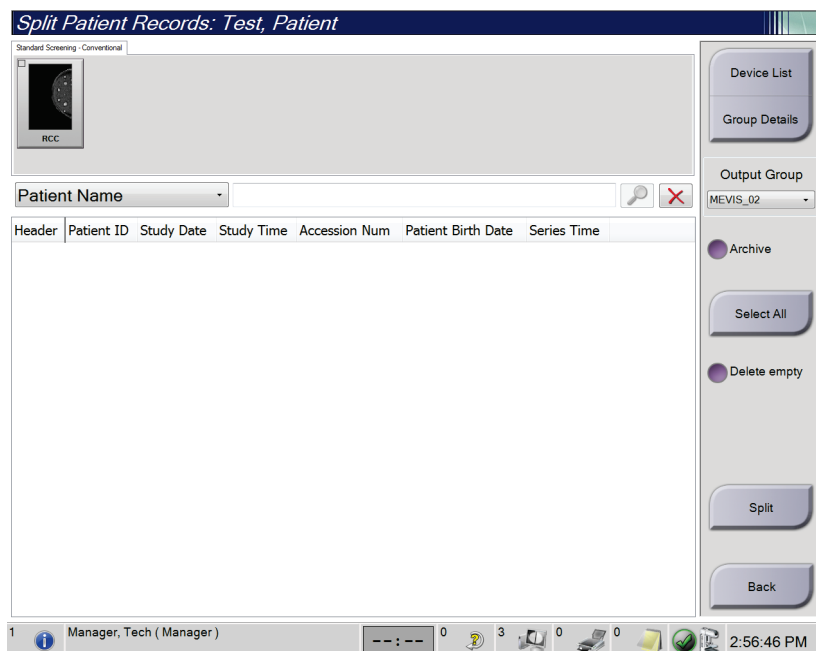 Split Patient Records: Test, Patient
Standard Screening - Conventional
RCC
Patient Name
Header Patient ID Study Date Study Time Accession Num Patient Birth Date Series Time
Device List
Group Details
Output Group
MEVIS_02
Archive
Select All
Delete empty
Split
Back
1 Manager, Tech ( Manager ) --:-- 0 3 0 0 2:56:46 PM